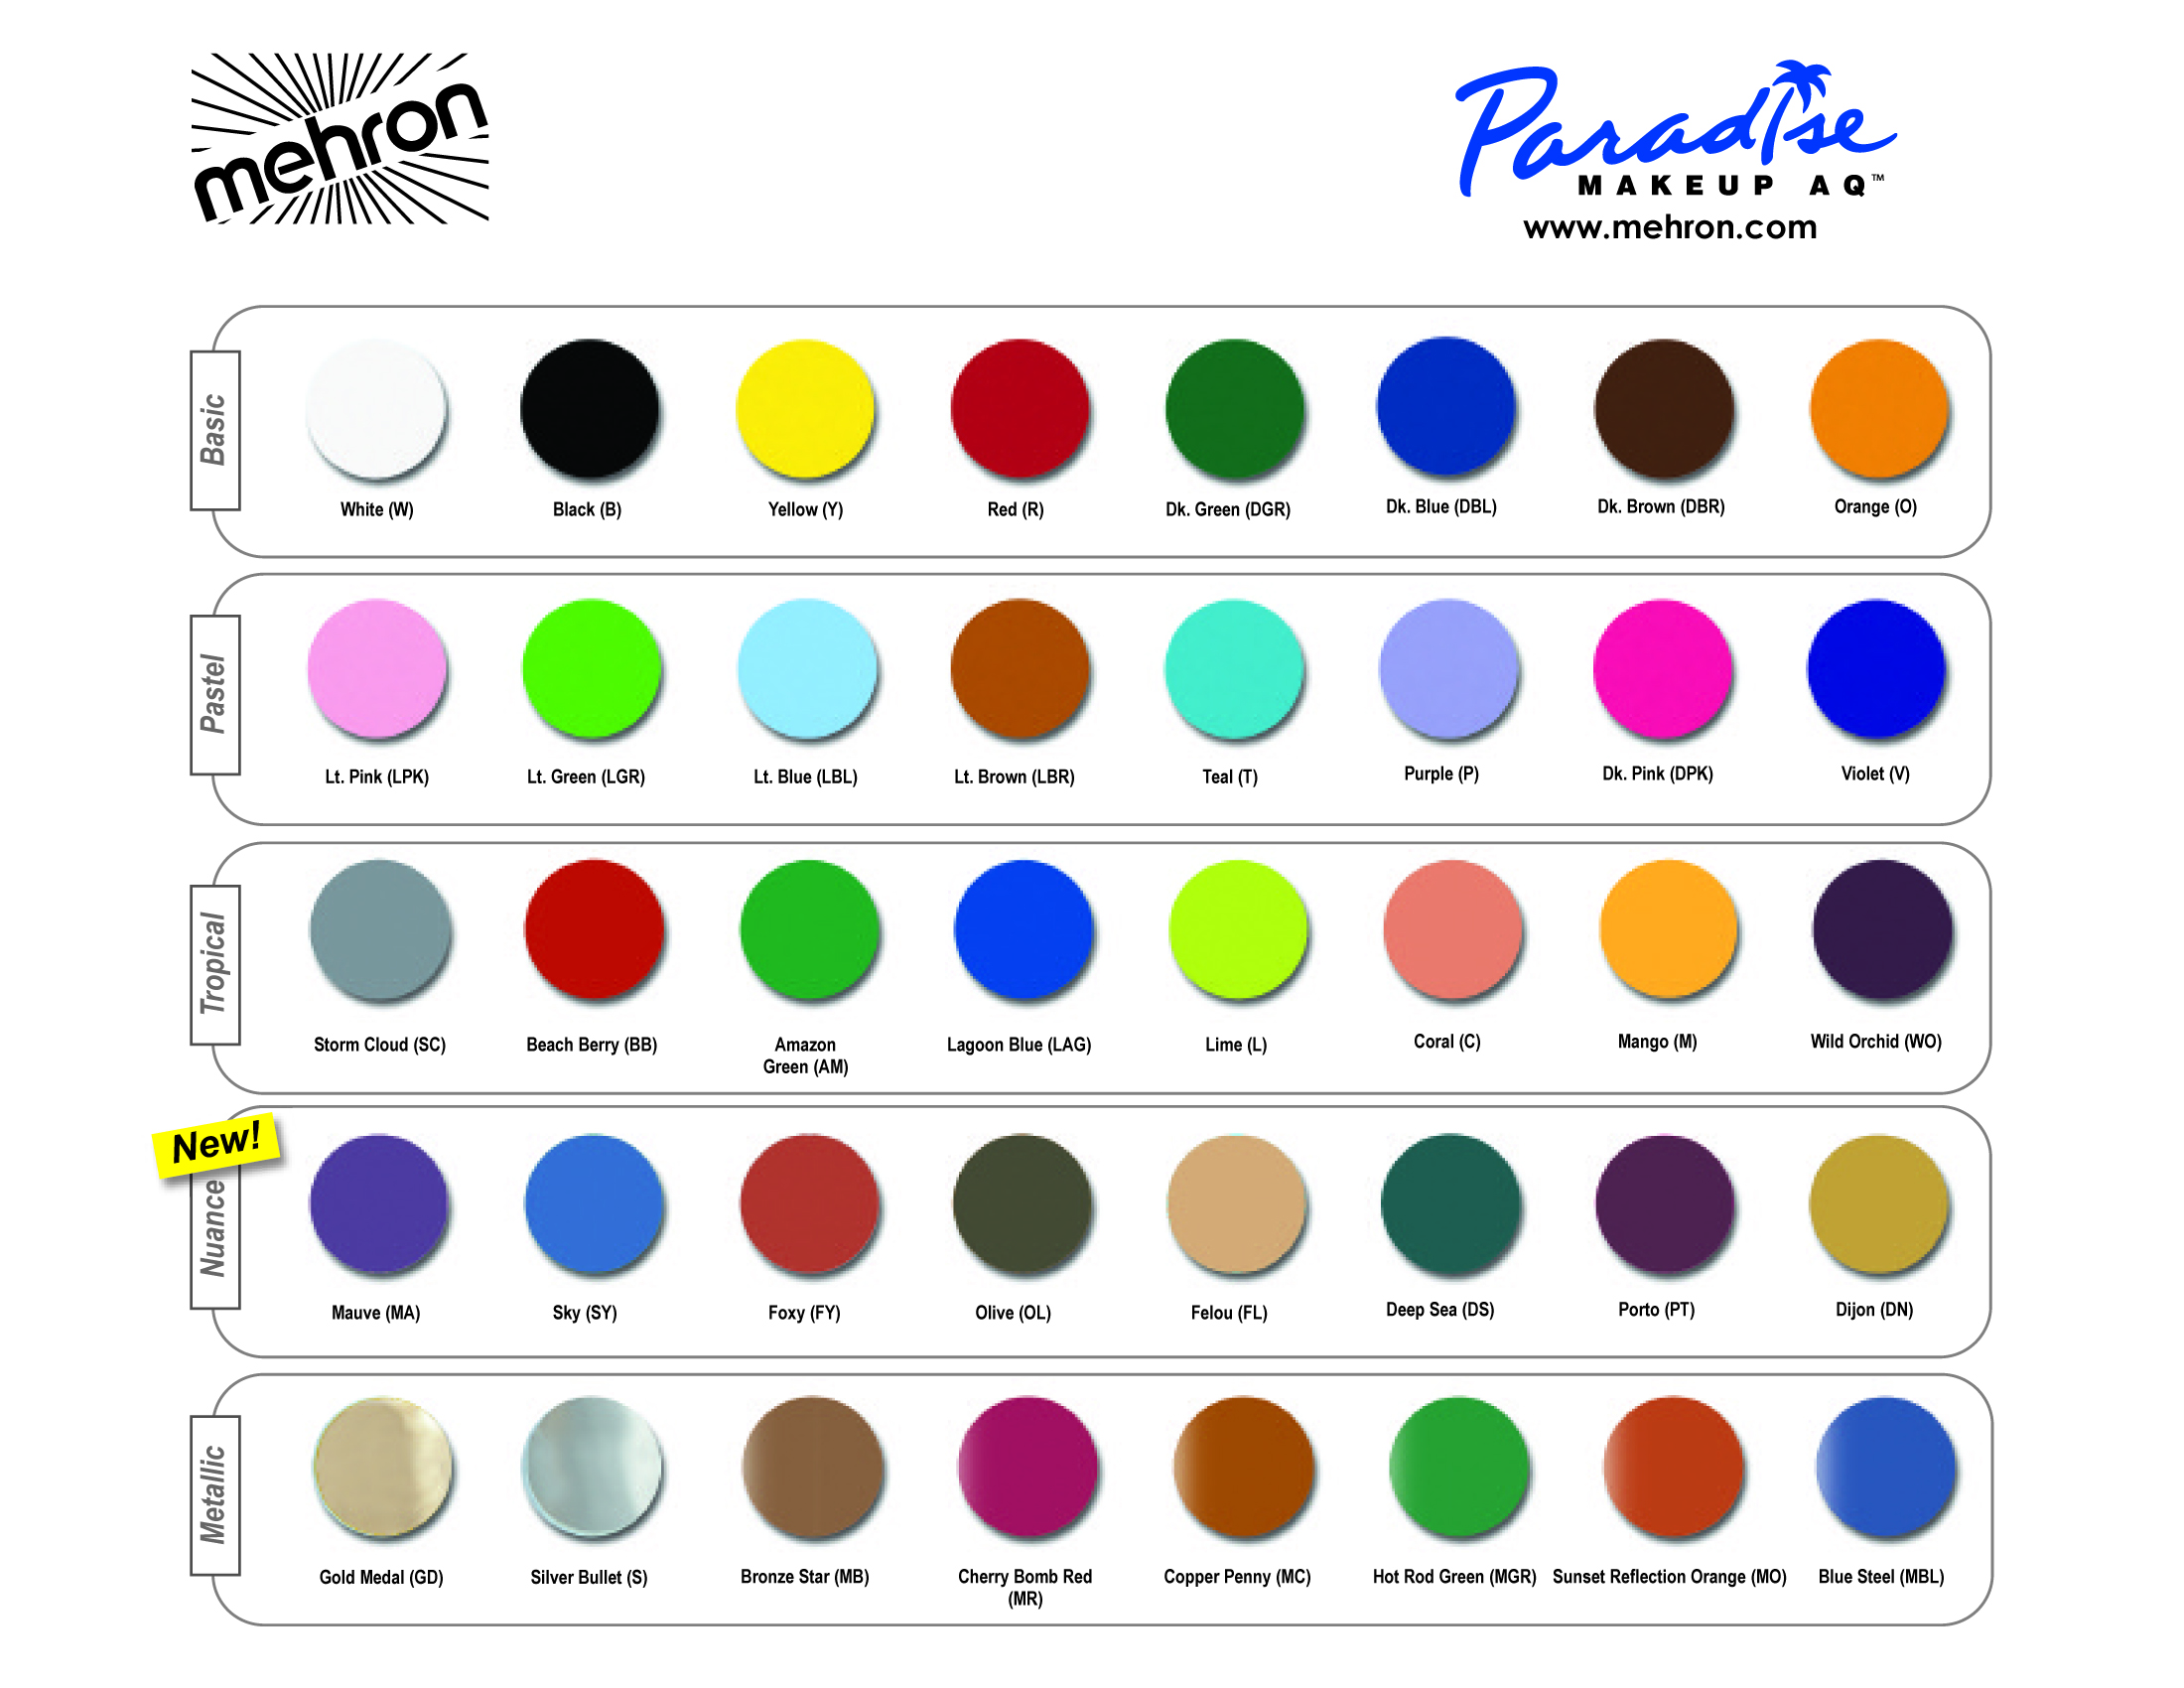 mehron
Paradise
MAKEUP AQ™
www.mehron.com
Basic
White (W)
Black (B)
Yellow (Y)
Red (R)
Dk. Green (DGR)
Dk. Blue (DBL)
Dk. Brown (DBR)
Orange (O)
Pastel
Lt. Pink (LPK)
Lt. Green (LGR)
Lt. Blue (LBL)
Lt. Brown (LBR)
Teal (T)
Purple (P)
Dk. Pink (DPK)
Violet (V)
Tropical
Storm Cloud (SC)
Beach Berry (BB)
Amazon
Green (AM)
Lagoon Blue (LAG)
Lime (L)
Coral (C)
Mango (M)
Wild Orchid (WO)
New!
Nuance
Mauve (MA)
Sky (SY)
Foxy (FY)
Olive (OL)
Felou (FL)
Deep Sea (DS)
Porto (PT)
Dijon (DN)
Metallic
Gold Medal (GD)
Silver Bullet (S)
Bronze Star (MB)
Cherry Bomb Red
(MR)
Copper Penny (MC)
Hot Rod Green (MGR)
Sunset Reflection Orange (MO)
Blue Steel (MBL)